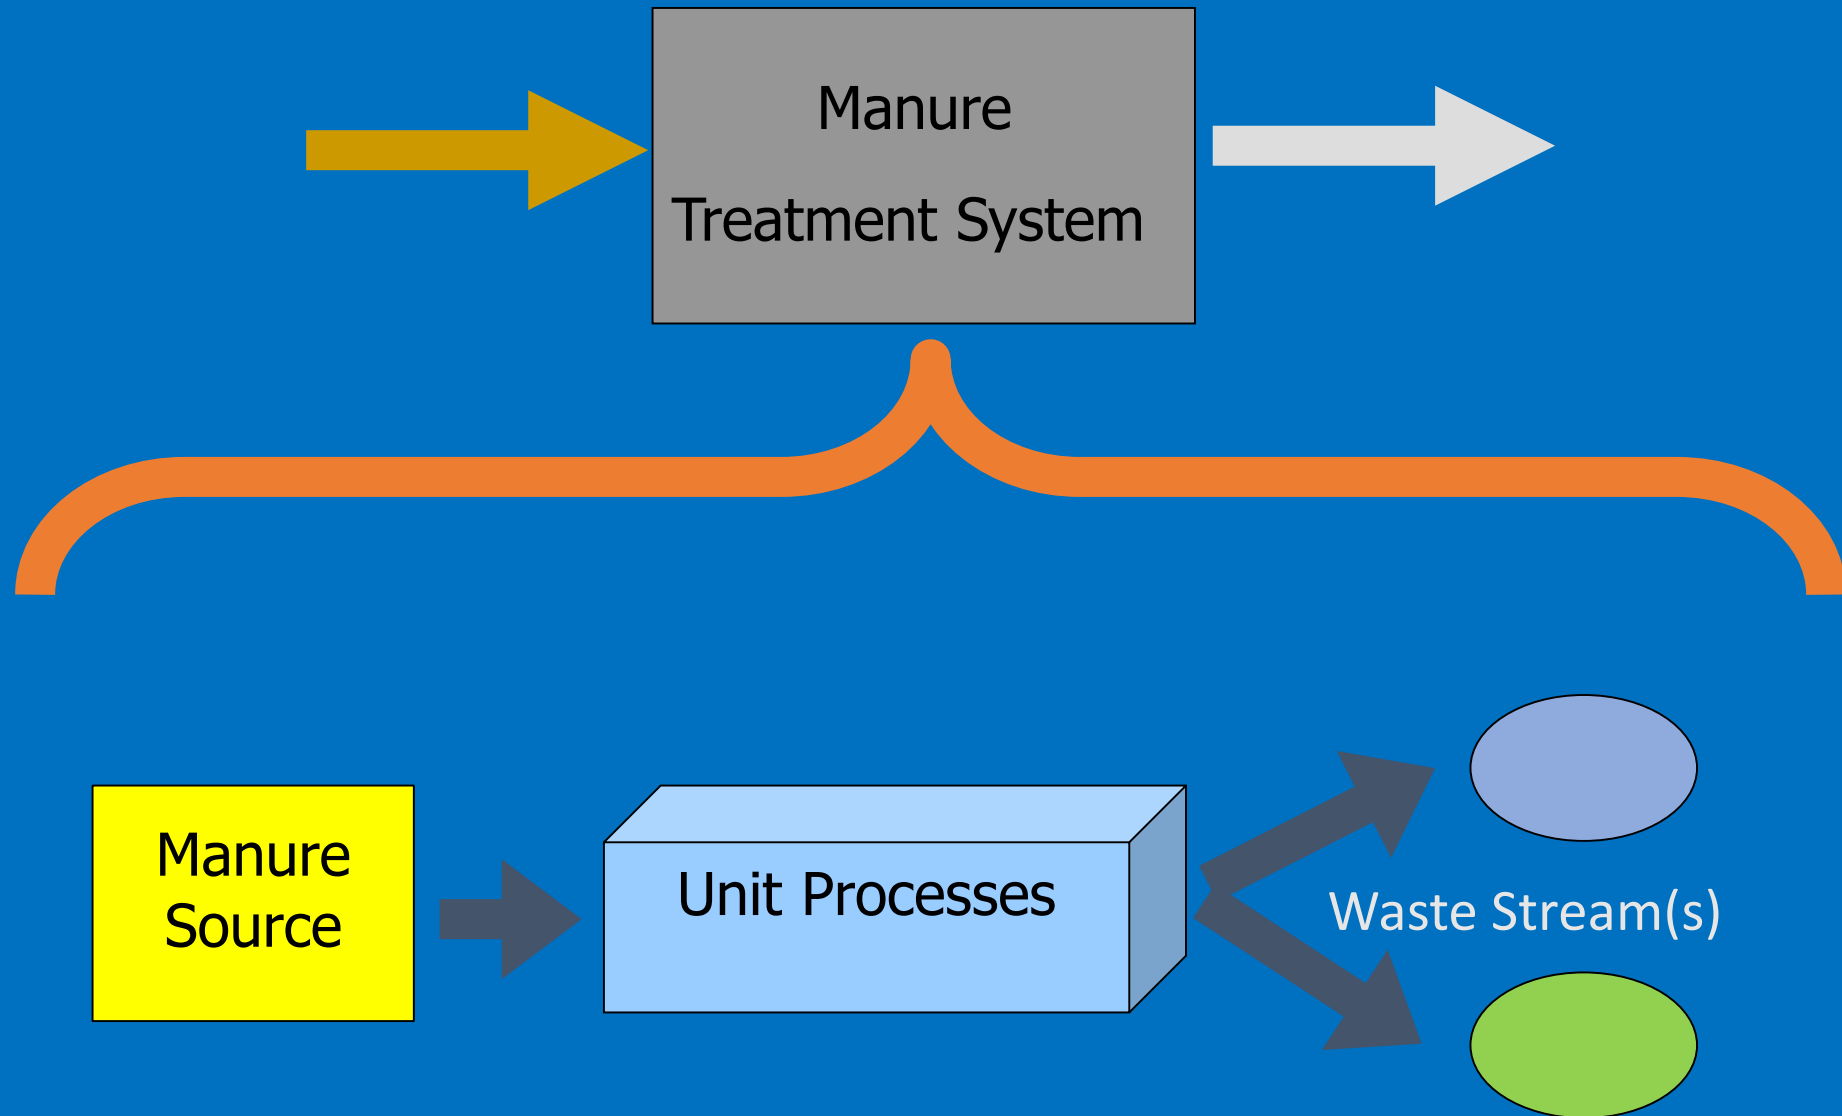 Manure
Treatment System
Manure
Source
Unit Processes
Waste Stream(s)